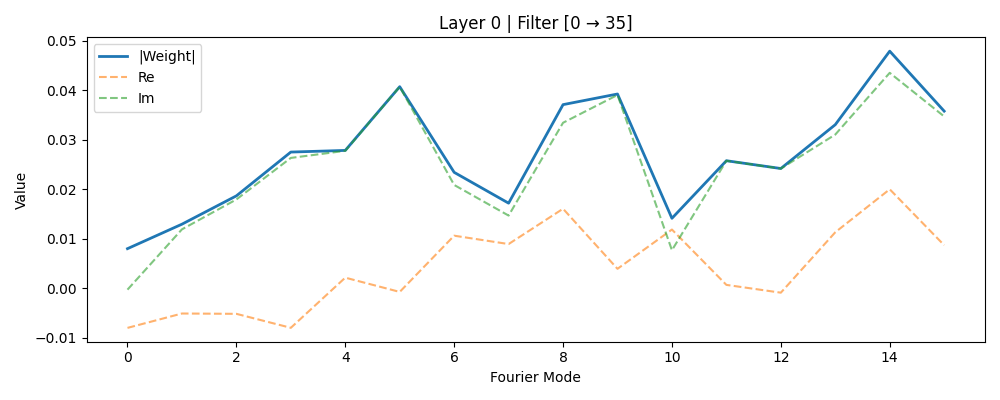 Layer 0 | Filter [0 → 35]
0.05
0.04
0.03
0.02
0.01
0.00
−0.01
Value
|Weight|
Re
Im
0 2 4 6 8 10 12 14
Fourier Mode